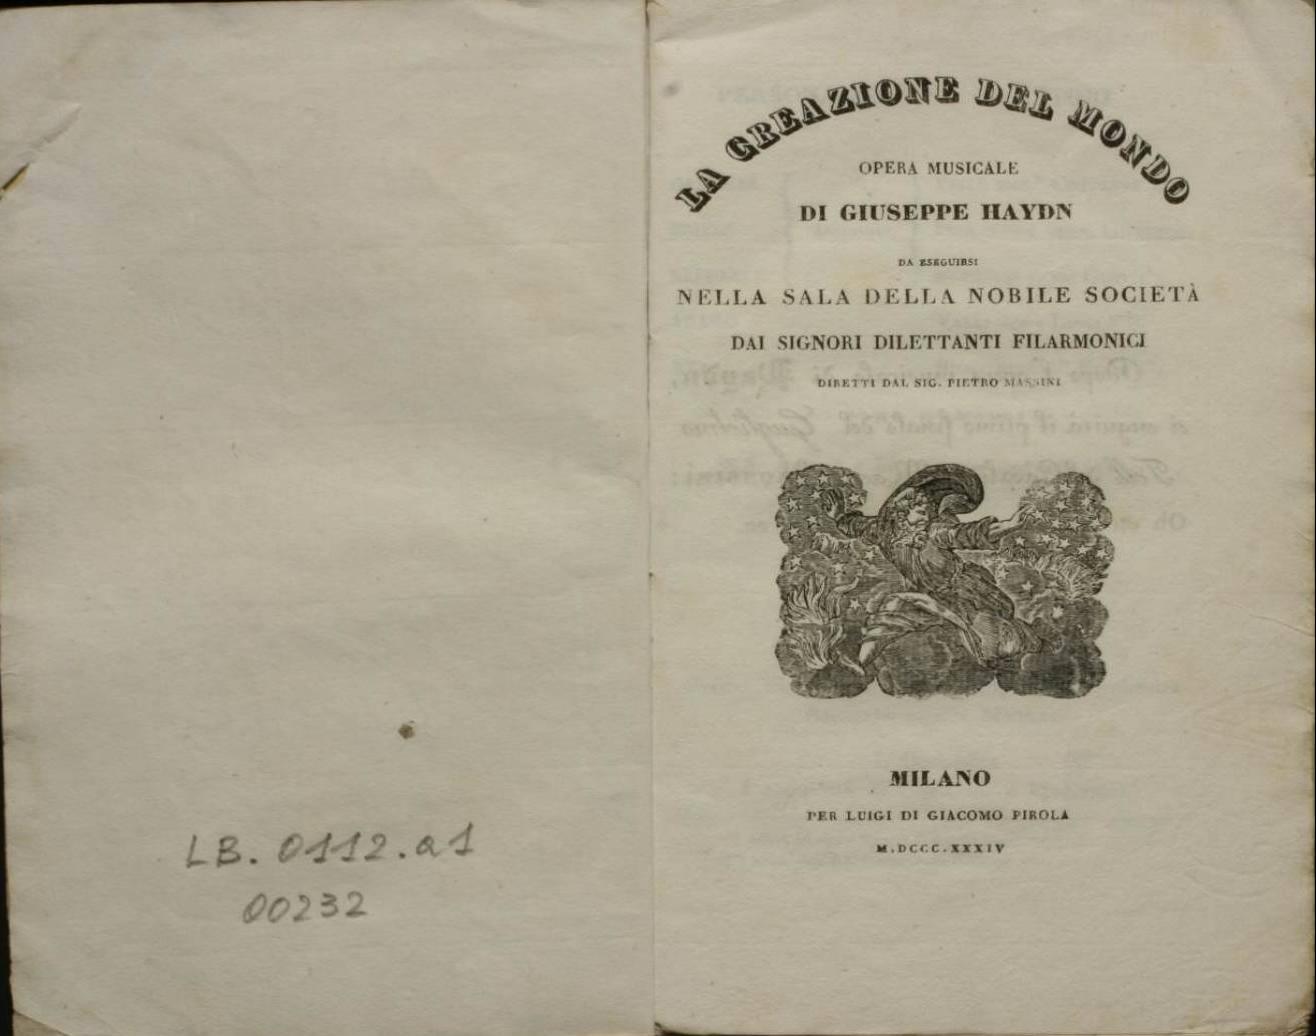 LB. 0112.a1
00232
LA CREAZIONE DEL MONDO
OPERA MUSICALE
DI GIUSEPPE HAYDN
DA ESEGUIRSI
NELLA SALA DELLA NOBILE SOCIETÀ
DAI SIGNORI DILETTANTI FILARMONICI
DIRETTI DAL SIG. PIETRO MASSINI
MILANO
PER LUIGI DI GIACOMO PIROLA
M.DCCC.XXXIV